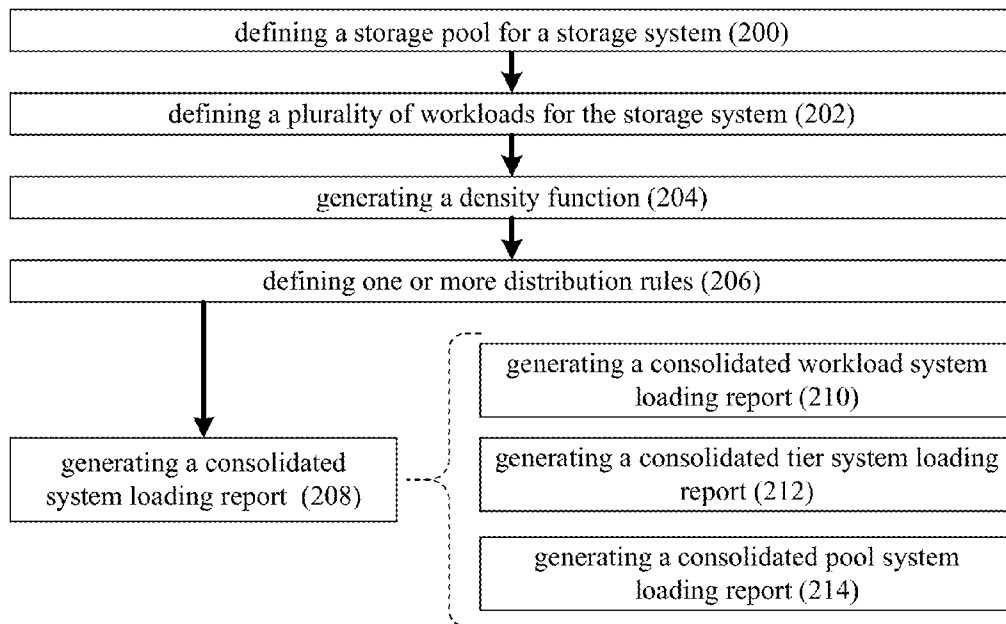 defining a storage pool for a storage system (200)
defining a plurality of workloads for the storage system (202)
generating a density function (204)
defining one or more distribution rules (206)
generating a consolidated
system loading report (208)
generating a consolidated workload system
loading report (210)
generating a consolidated tier system loading
report (212)
generating a consolidated pool system
loading report (214)